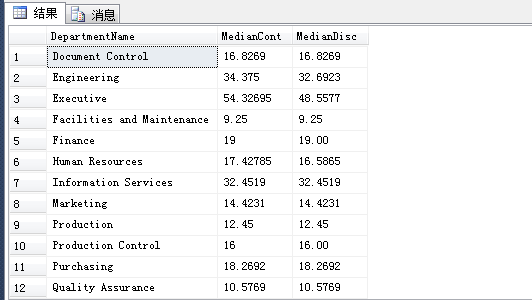 结果 消息
DepartmentName MedianCont MedianDisc
1 Document Control 16.8269 16.8269
2 Engineering 34.375 32.6923
3 Executive 54.32695 48.5577
4 Facilities and Maintenance 9.25 9.25
5 Finance 19 19.00
6 Human Resources 17.42785 16.5865
7 Information Services 32.4519 32.4519
8 Marketing 14.4231 14.4231
9 Production 12.45 12.45
10 Production Control 16 16.00
11 Purchasing 18.2692 18.2692
12 Quality Assurance 10.5769 10.5769